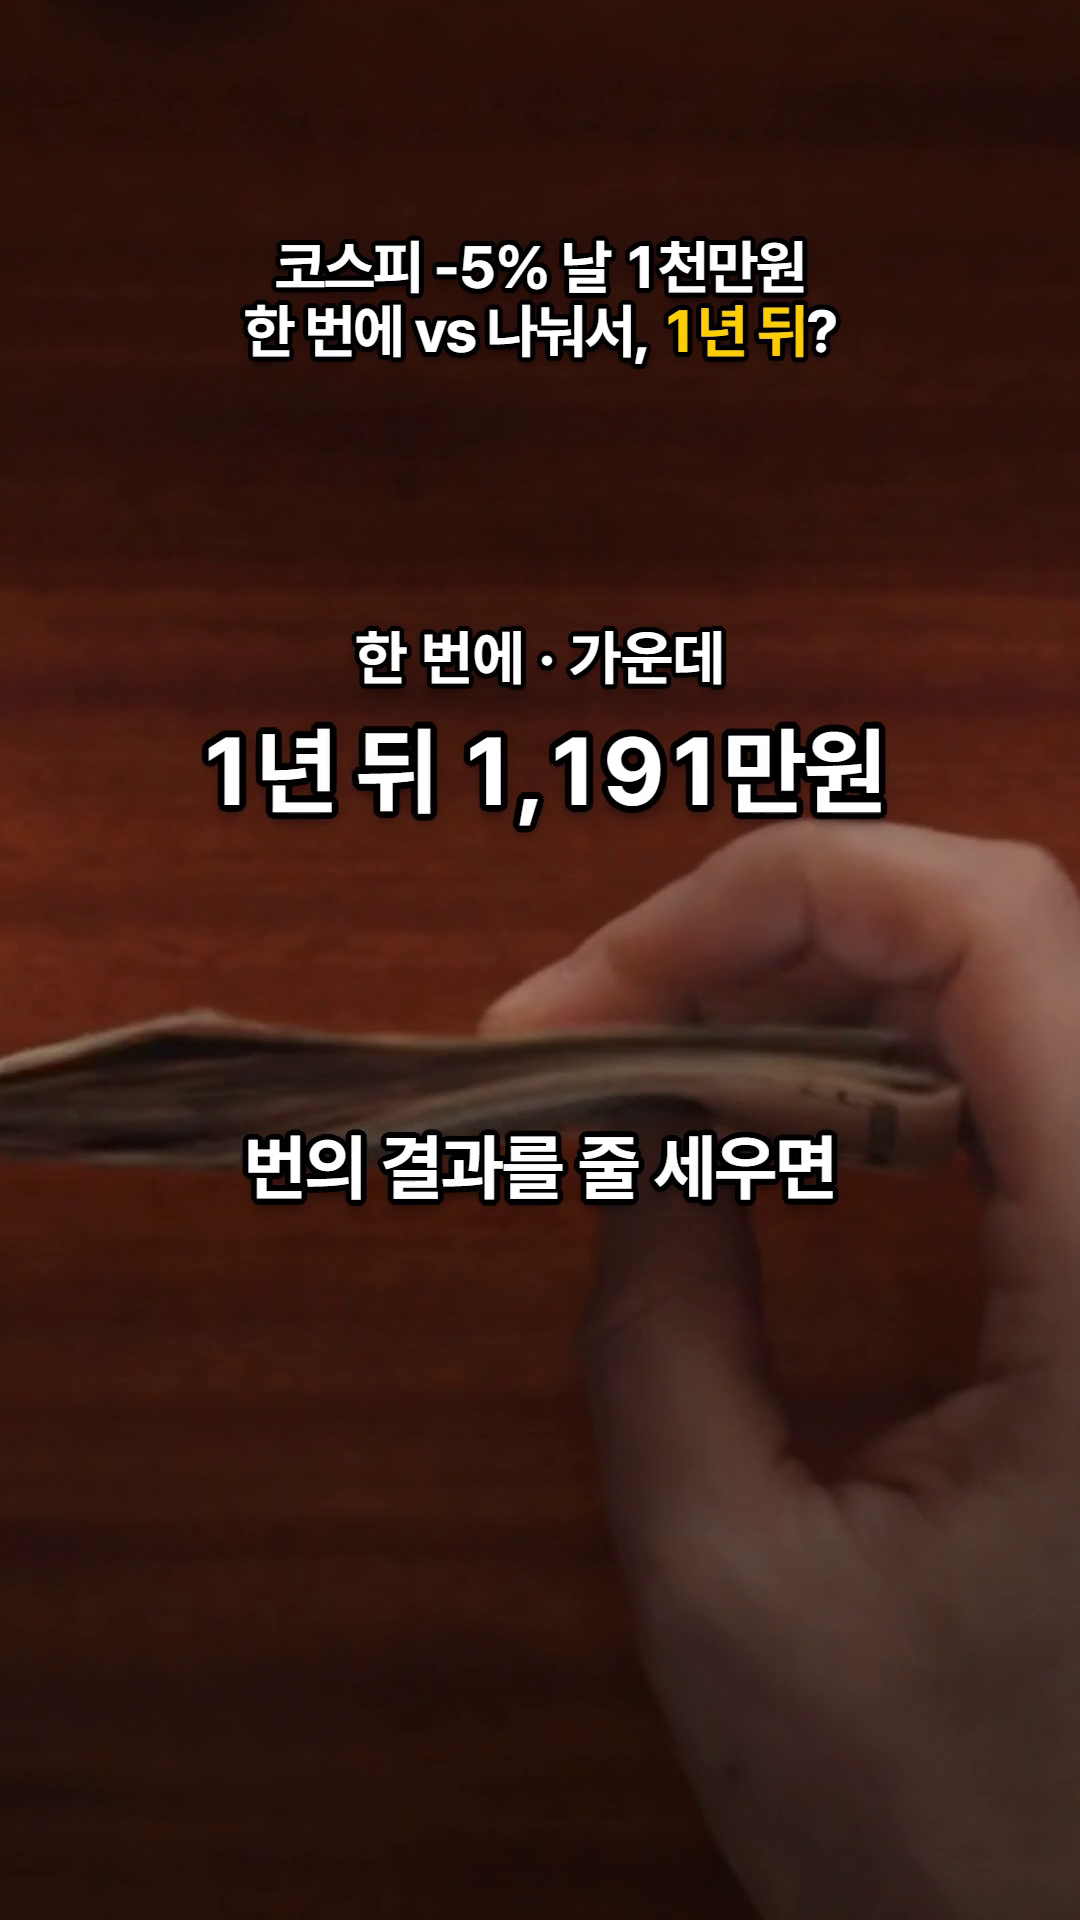 코스피 -5% 날 1천만원
한 번에 vs 나눠서, 1년 뒤?
한 번에 · 가운데
1년 뒤 1,191만원
번의 결과를 줄 세우면